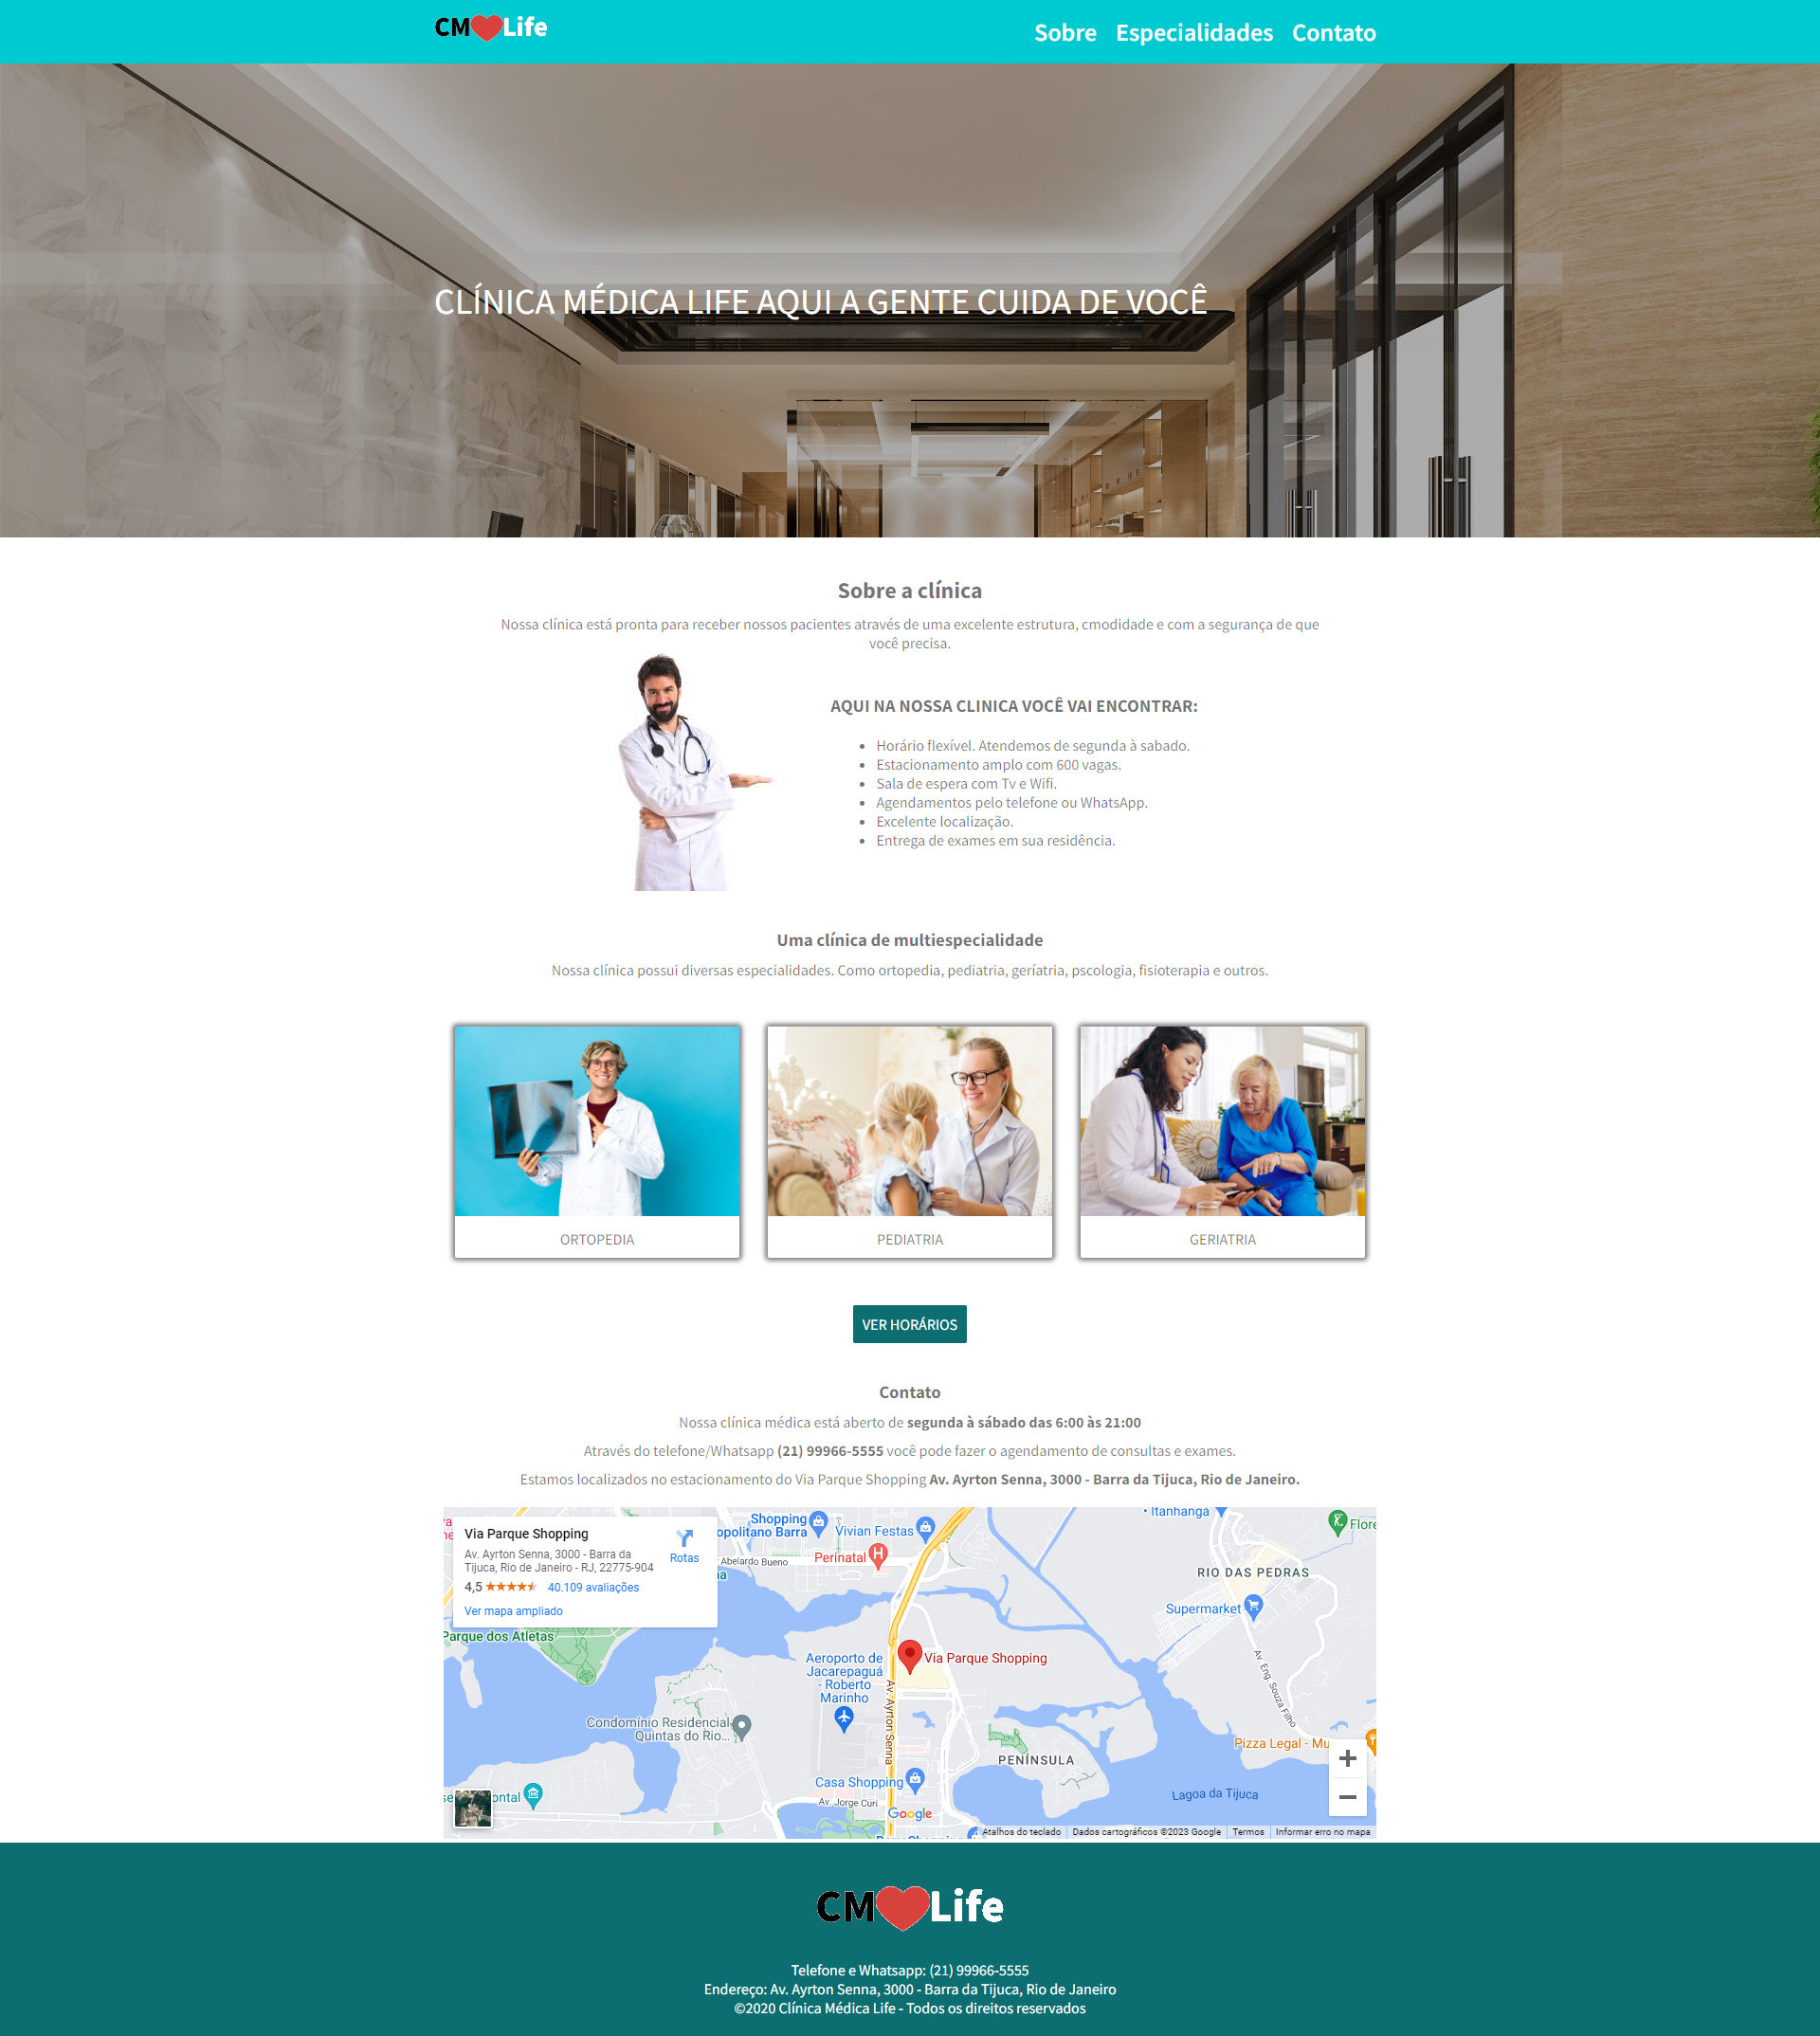 CM Life
Sobre Especialidades Contato
CLÍNICA MÉDICA LIFE AQUI A GENTE CUIDA DE VOCÊ
Sobre a clínica
Nossa clínica está pronta para receber nossos pacientes através de uma excelente estrutura, cmodidade e com a segurança de que
você precisa.
AQUI NA NOSSA CLINICA VOCÊ VAI ENCONTRAR:
Horário flexível. Atendemos de segunda à sabado.
Estacionamento amplo com 600 vagas.
Sala de espera com Tv e Wifi.
Agendamentos pelo telefone ou WhatsApp.
Excelente localização.
Entrega de exames em sua residência.
Uma clínica de multiespecialidade
Nossa clínica possui diversas especialidades. Como ortopedia, pediatria, geríatria, pscologia, fisioterapia e outros.
ORTOPEDIA
PEDIATRIA
GERIATRIA
VER HORÁRIOS
Contato
Nossa clínica médica está aberto de segunda à sábado das 6:00 às 21:00
Através do telefone/Whatsapp (21) 99966-5555 você pode fazer o agendamento de consultas e exames.
Estamos localizados no estacionamento do Via Parque Shopping Av. Ayrton Senna, 3000 - Barra da Tijuca, Rio de Janeiro.
Via Parque Shopping
Av. Ayrton Senna, 3000 - Barra da
Tijuca, Rio de Janeiro - RJ, 22775-904
Rotas
4,5 40.109 avaliações
Ver mapa ampliado
Shopping
opolitano Barra
Vivian Festas
Itanhangá
Flore
Abelardo Bueno
Perinatal
H
RIO DAS PEDRAS
Supermarket
Parque dos Atletas
Via Parque Shopping
Aeroporto de
Jacarepaguá
- Roberto
Marinho
Av. Ayrton Senna
Av. Eng. Souza Filho
Condomínio Residencial
Quintas do Rio...
PENÍNSULA
Pizza Legal - Mu
Casa Shopping
Av. Jorge Curi
Lagoa da Tijuca
ontal
Google
BarraShopping
Atalhos do teclado
Dados cartográficos ©2023 Google
Termos
Informar erro no mapa
CM Life
Telefone e Whatsapp: (21) 99966-5555
Endereço: Av. Ayrton Senna, 3000 - Barra da Tijuca, Rio de Janeiro
©2020 Clínica Médica Life - Todos os direitos reservados